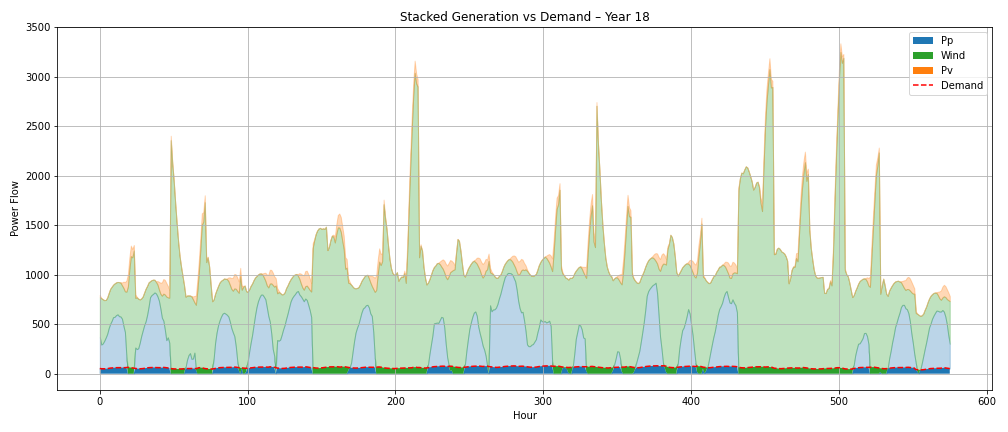 Stacked Generation vs Demand – Year 18
3500
3000
2500
2000
1500
1000
500
0
Power Flow
0
100
200
300
400
500
600
Hour
Pp
Wind
Pv
Demand